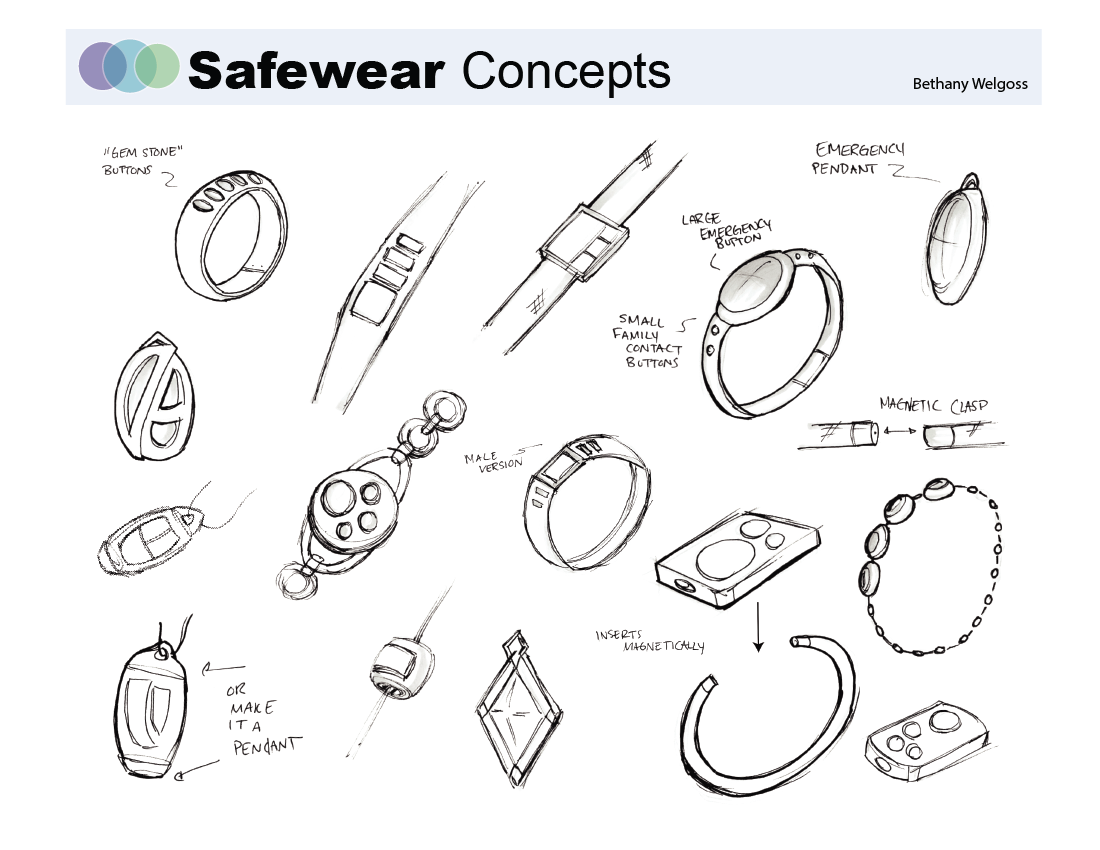 Safewear Concepts
Bethany Welgoss
"GEM STONE"
BUTTONS
EMERGENCY
PENDANT
LARGE
EMERGENCY
BUTTON
SMALL
FAMILY
CONTACT
BUTTONS
MAGNETIC CLASP
MALE
VERSION
INSERTS
MAGNETICALLY
OR
MAKE
IT A
PENDANT